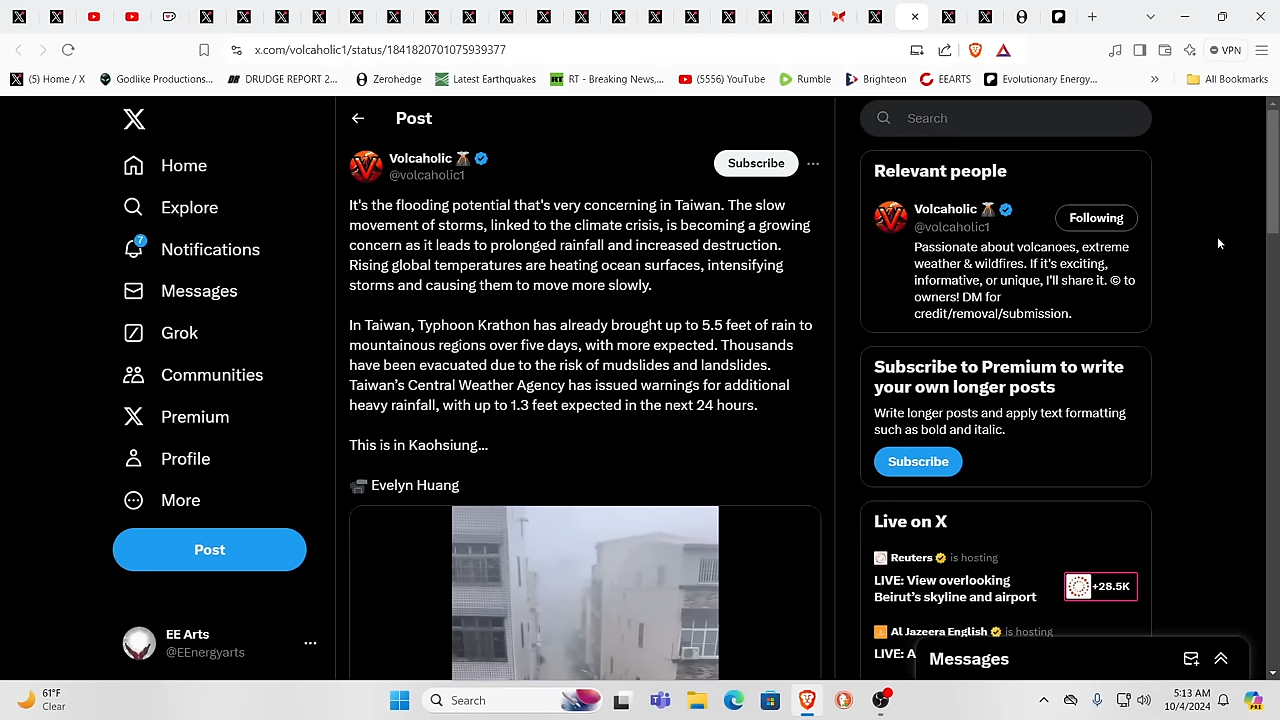 x.com/volcaholic1/status/1841820701075939377
VPN
(5) Home / X
Godlike Productions...
DRUDGE REPORT 2...
Zerohedge
Latest Earthquakes
RT - Breaking News,...
(5556) YouTube
Rumble
Brighteon
EEARTS
Evolutionary Energy...
All Bookmarks
Home
Explore
7
Notifications
Messages
Grok
Communities
Premium
Profile
More
Post
EE Arts
@EEnergyarts
Post
Volcaholic
@volcaholic1
Subscribe
It's the flooding potential that's very concerning in Taiwan. The slow
movement of storms, linked to the climate crisis, is becoming a growing
concern as it leads to prolonged rainfall and increased destruction.
Rising global temperatures are heating ocean surfaces, intensifying
storms and causing them to move more slowly.
In Taiwan, Typhoon Krathon has already brought up to 5.5 feet of rain to
mountainous regions over five days, with more expected. Thousands
have been evacuated due to the risk of mudslides and landslides.
Taiwan’s Central Weather Agency has issued warnings for additional
heavy rainfall, with up to 1.3 feet expected in the next 24 hours.
This is in Kaohsiung...
Evelyn Huang
Search
Relevant people
Volcaholic
@volcaholic1
Following
Passionate about volcanoes, extreme
weather & wildfires. If it's exciting,
informative, or unique, I'll share it. © to
owners! DM for
credit/removal/submission.
Subscribe to Premium to write
your own longer posts
Write longer posts and apply text formatting
such as bold and italic.
Subscribe
Live on X
Reuters is hosting
LIVE: View overlooking
Beirut’s skyline and airport
+28.5K
Al Jazeera English is hosting
LIVE: A
Messages
61°F
Clear
Search
5:13 AM
10/4/2024